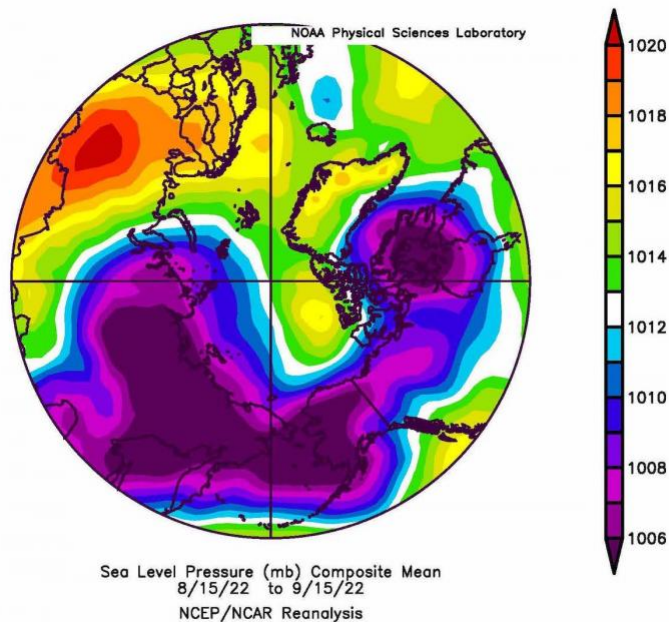 NOAA Physical Sciences Laboratory
1020
1018
1016
1014
1012
1010
1008
1006
Sea Level Pressure (mb) Composite Mean
8/15/22 to 9/15/22
NCEP/NCAR Reanalysis